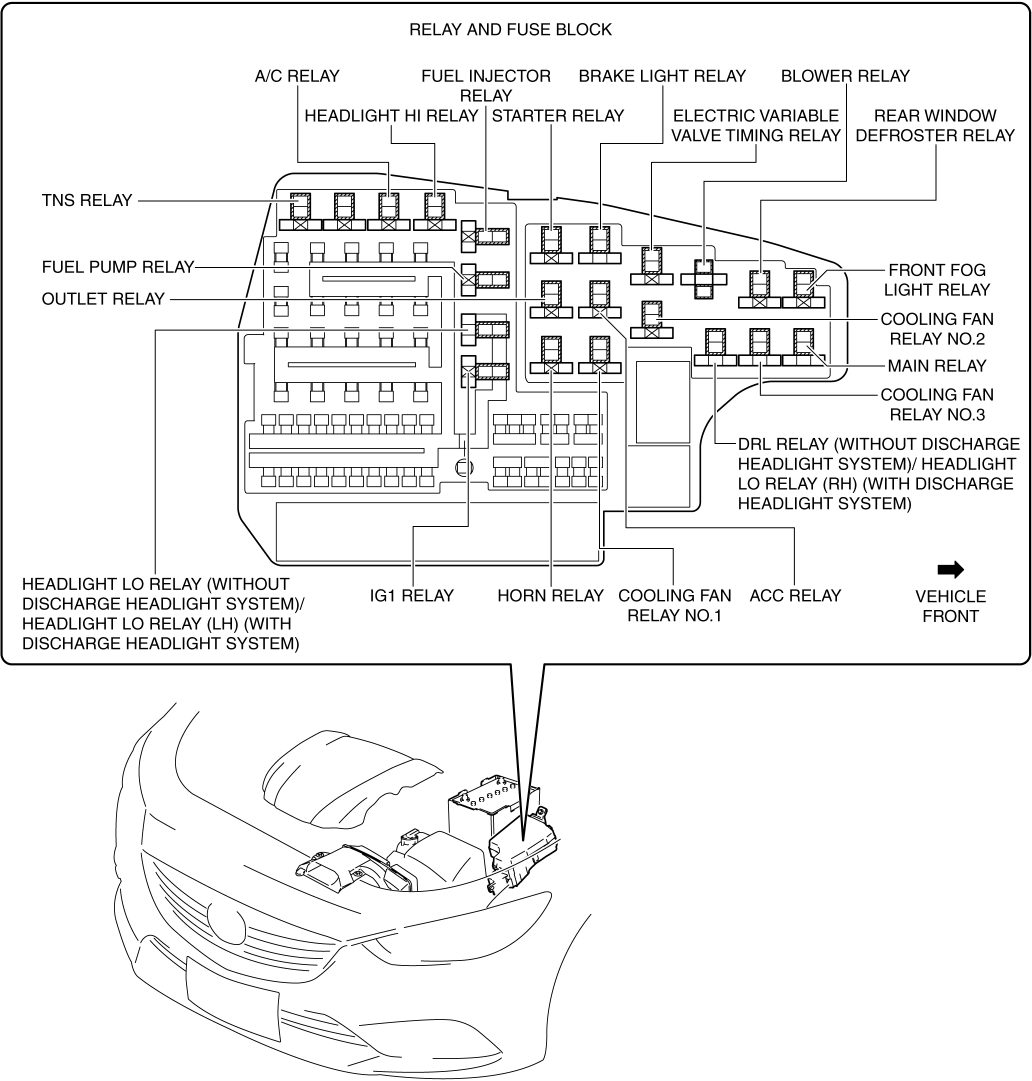 RELAY AND FUSE BLOCK
A/C RELAY
FUEL INJECTOR
RELAY
BRAKE LIGHT RELAY
BLOWER RELAY
HEADLIGHT HI RELAY
STARTER RELAY
ELECTRIC VARIABLE
VALVE TIMING RELAY
REAR WINDOW
DEFROSTER RELAY
TNS RELAY
FUEL PUMP RELAY
OUTLET RELAY
FRONT FOG
LIGHT RELAY
COOLING FAN
RELAY NO.2
MAIN RELAY
COOLING FAN
RELAY NO.3
DRL RELAY (WITHOUT DISCHARGE
HEADLIGHT SYSTEM)/ HEADLIGHT
LO RELAY (RH) (WITH DISCHARGE
HEADLIGHT SYSTEM)
HEADLIGHT LO RELAY (WITHOUT
DISCHARGE HEADLIGHT SYSTEM)/
HEADLIGHT LO RELAY (LH) (WITH
DISCHARGE HEADLIGHT SYSTEM)
IG1 RELAY
HORN RELAY
COOLING FAN
RELAY NO.1
ACC RELAY
VEHICLE
FRONT